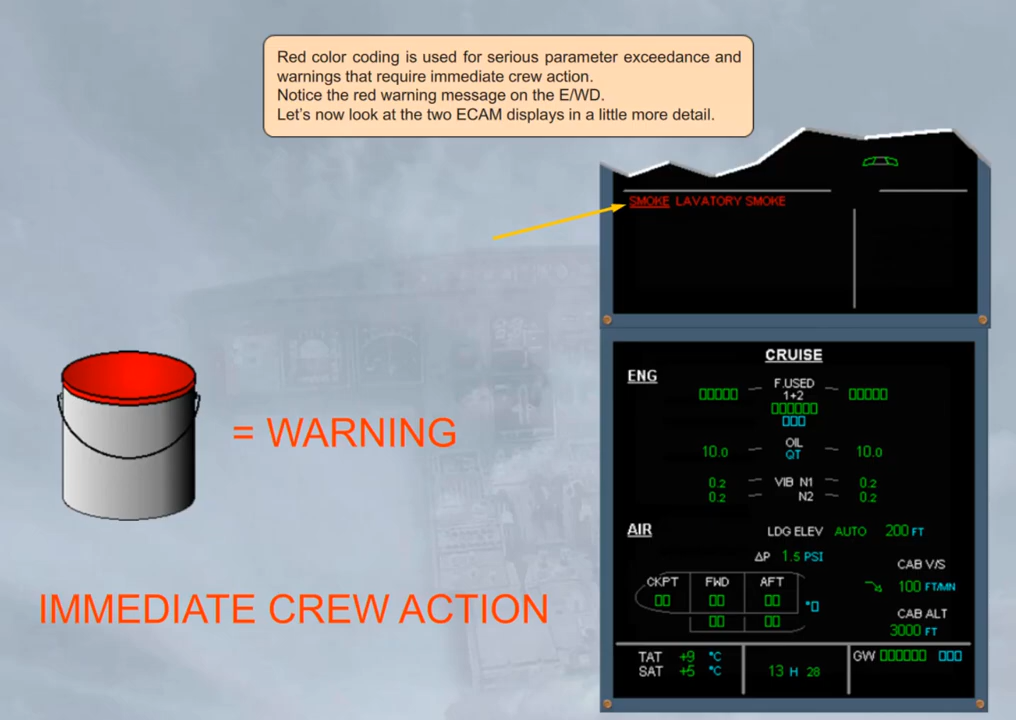 Red color coding is used for serious parameter exceedance and
warnings that require immediate crew action.
Notice the red warning message on the E/WD.
Let's now look at the two ECAM displays in a little more detail.
SMOKE LAVATORY SMOKE
= WARNING
IMMEDIATE CREW ACTION
CRUISE
ENG
F.USED
1+2
10.0 OIL 10.0
QT
0.2 VIB N1 0.2
0.2 N2 0.2
AIR
LDG ELEV AUTO 200 FT
ΔP 1.5 PSI
CAB V/S
100 FT/MN
CKPT FWD AFT
°
CAB ALT
3000 FT
TAT +9 °C
SAT +5 °C
13 H 28
GW